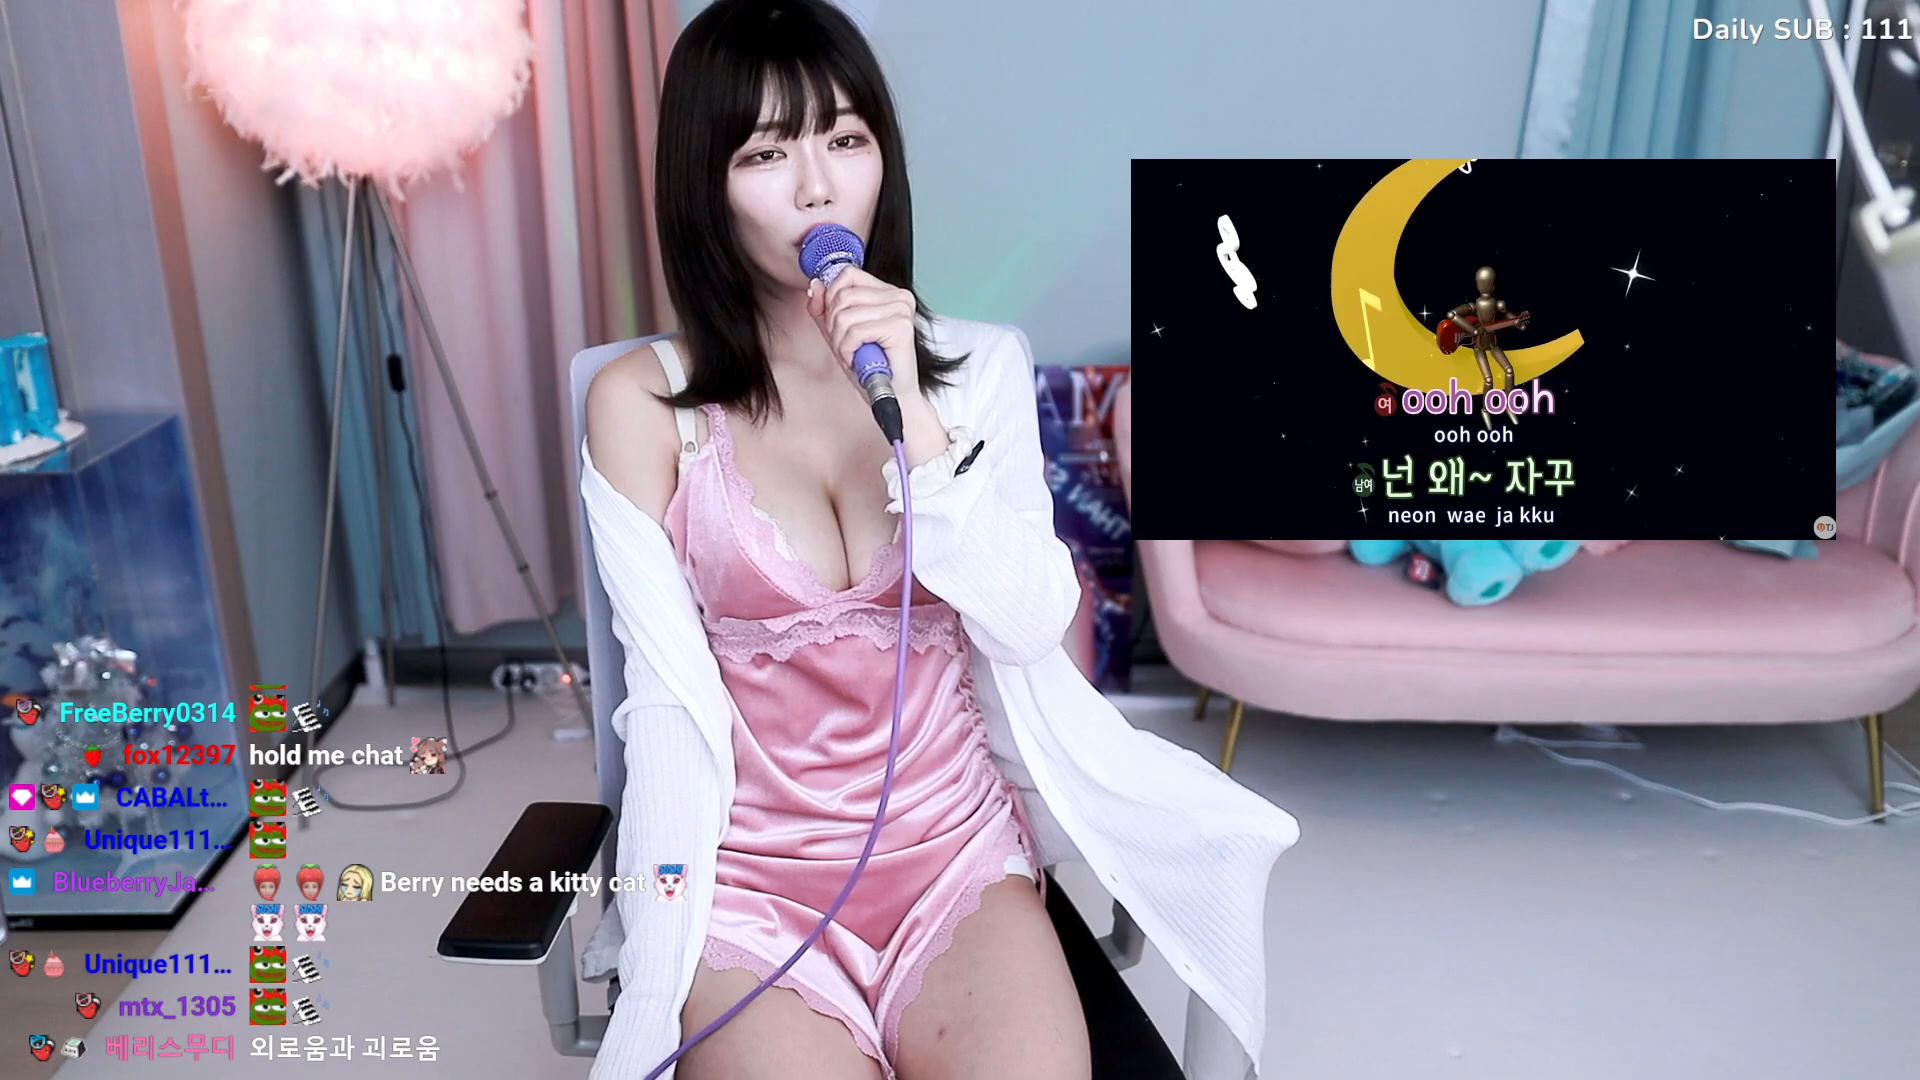 Daily SUB : 111
여 ooh ooh
ooh ooh
남여 넌 왜~ 자꾸
neon wae ja kku
TJ
FreeBerry0314
fox12397 hold me chat
CABALt...
Unique111...
BlueberryJa... Berry needs a kitty cat
Unique111...
mtx_1305
베리스무디 외로움과 괴로움